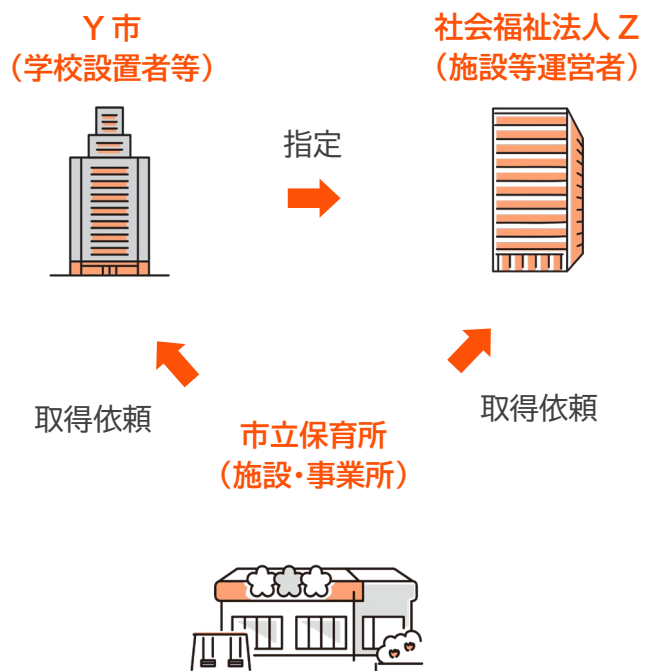 Y 市
（学校設置者等）
社会福祉法人 Z
（施設等運営者）
指定
取得依頼
取得依頼
市立保育所
（施設・事業所）